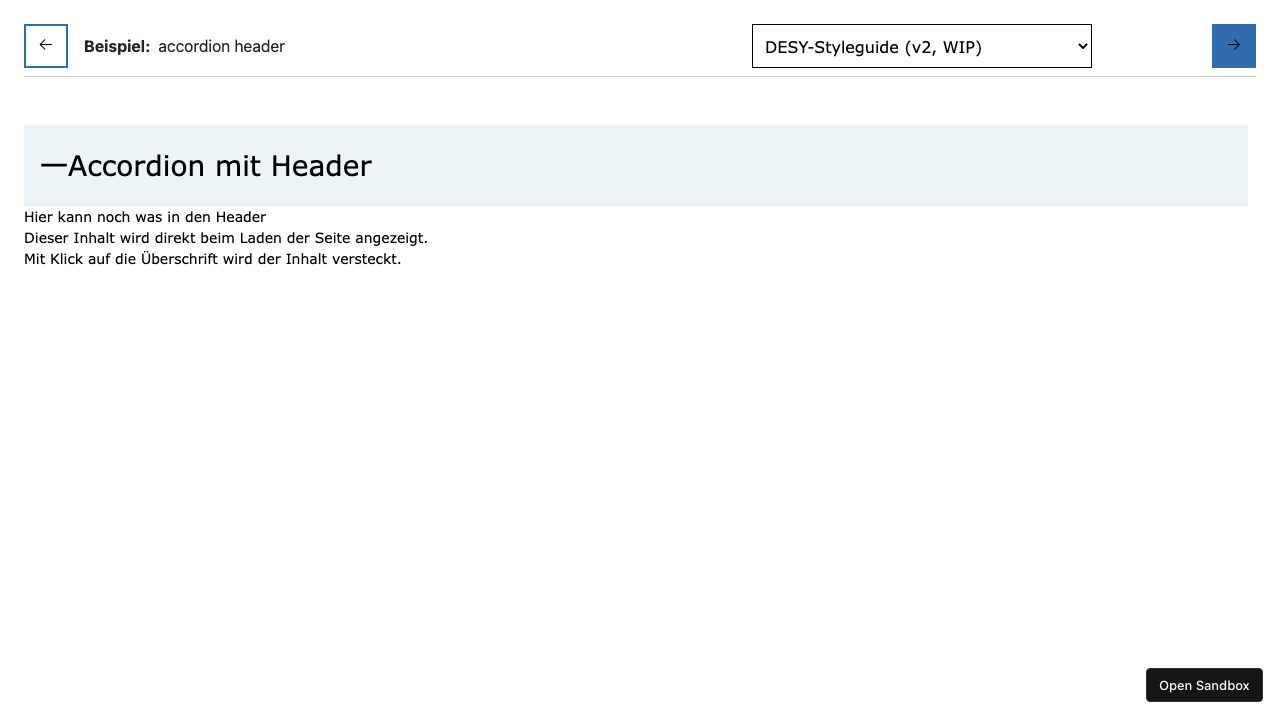 Beispiel: accordion header
DESY-Styleguide (v2, WIP)
Accordion mit Header
Hier kann noch was in den Header
Dieser Inhalt wird direkt beim Laden der Seite angezeigt.
Mit Klick auf die Überschrift wird der Inhalt versteckt.
Open Sandbox